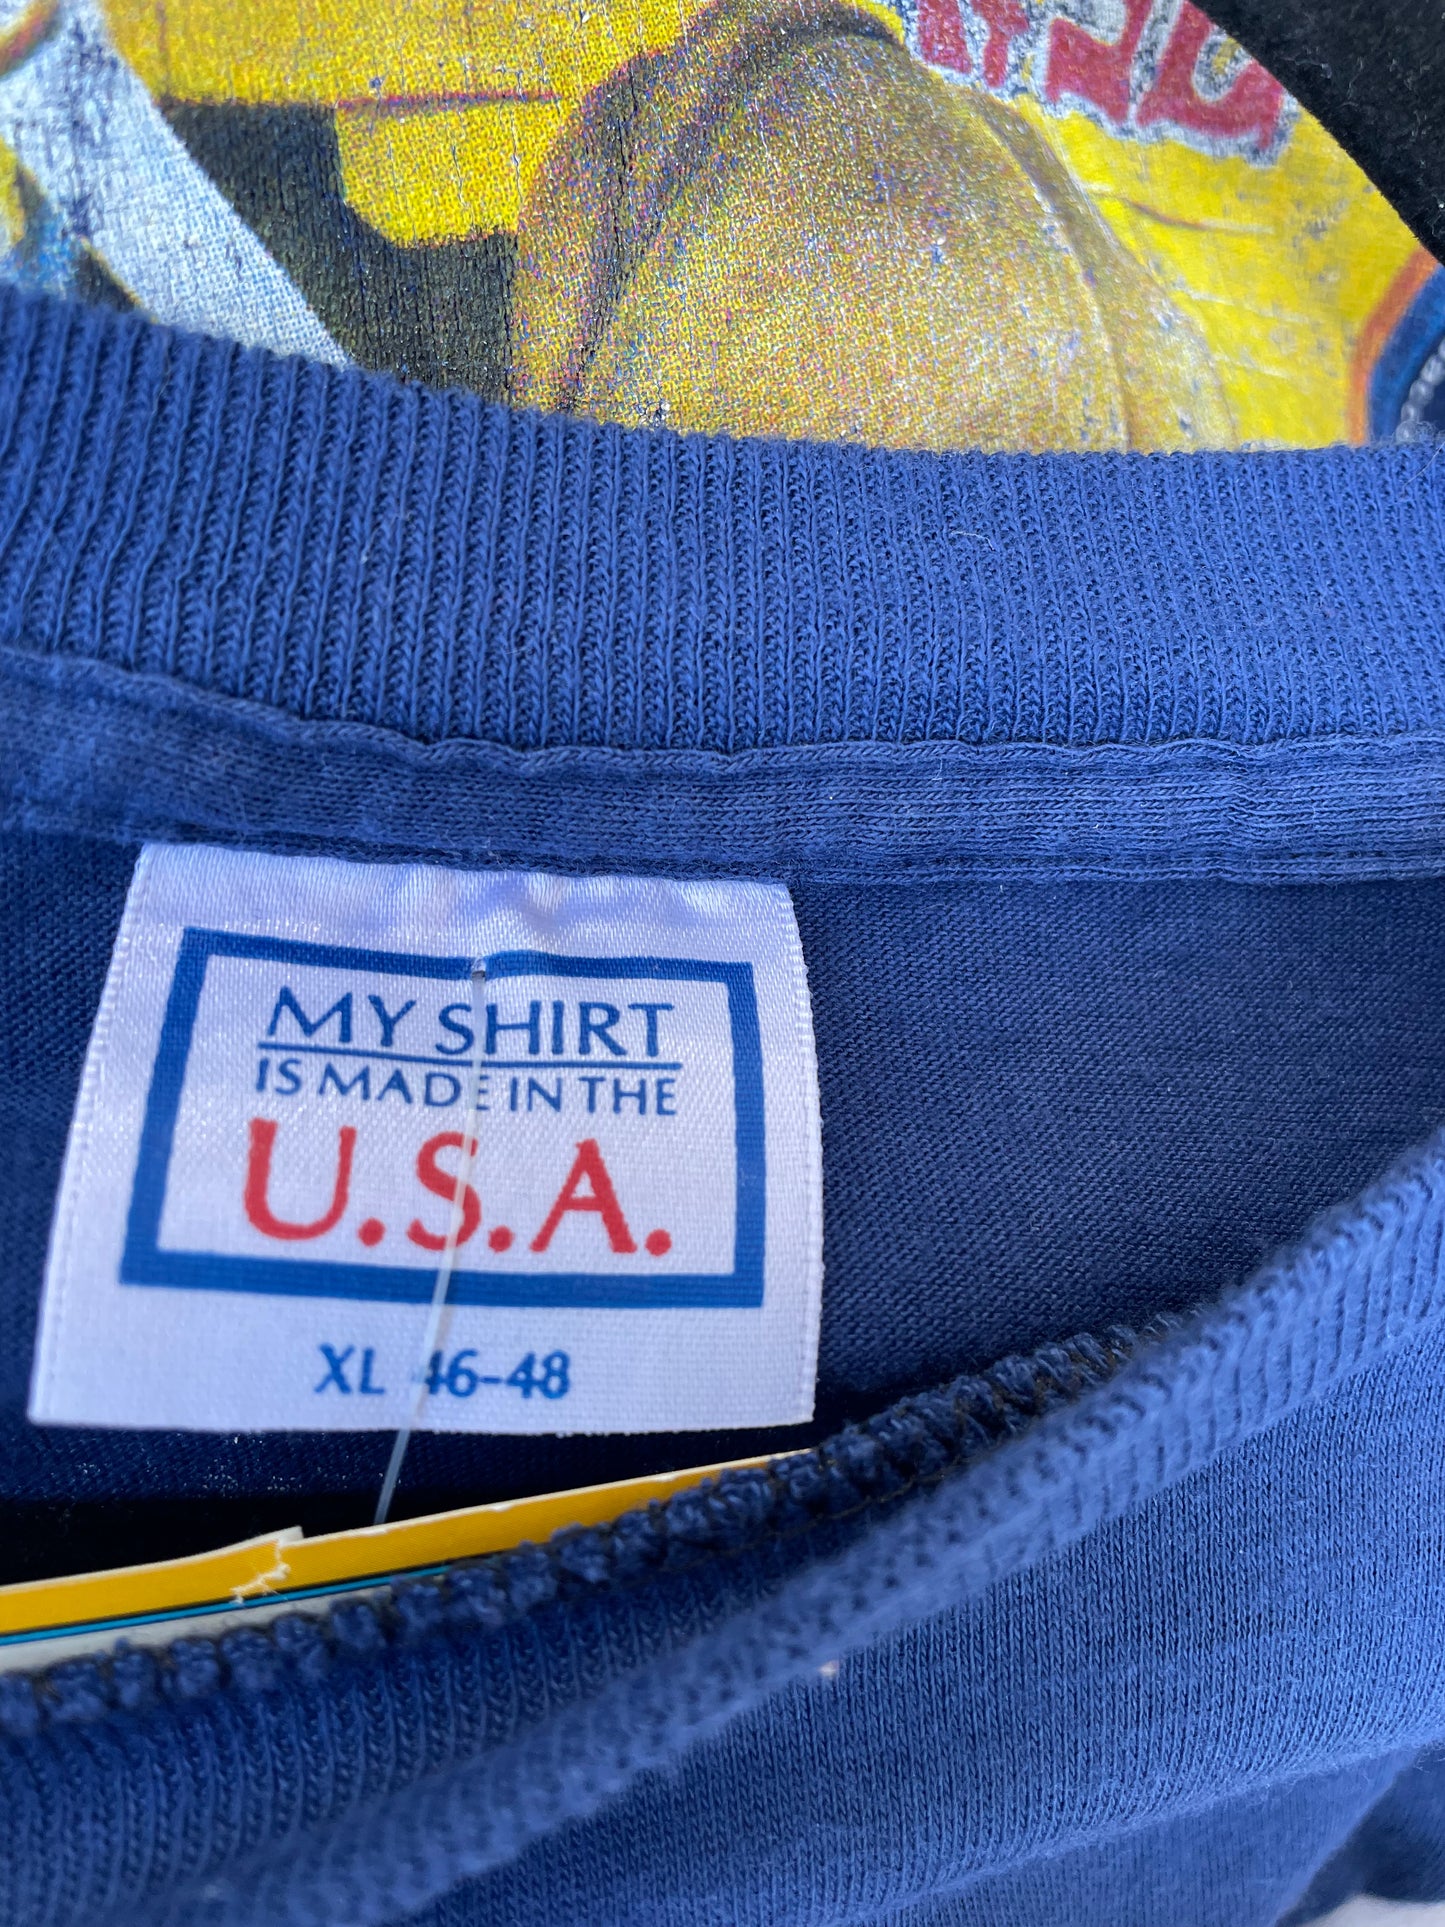 MY SHIRT
IS MADE IN THE
U.S.A.
XL 46-48